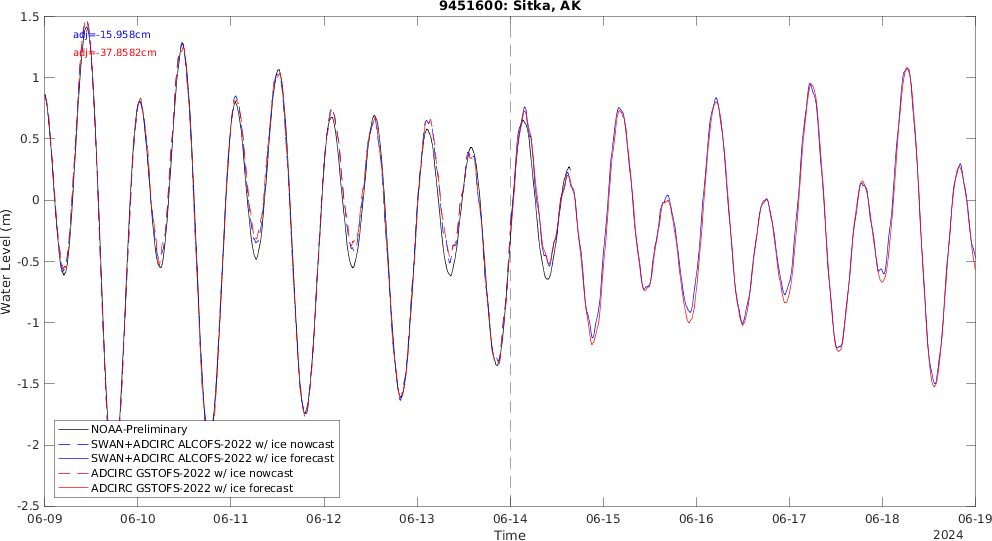 9451600: Sitka, AK
adj=-15.958cm
adj=-37.8582cm
1.5
1
0.5
0
-0.5
-1
-1.5
-2
-2.5
Water Level (m)
NOAA-Preliminary
SWAN+ADCIRC ALCOFS-2022 w/ ice nowcast
SWAN+ADCIRC ALCOFS-2022 w/ ice forecast
ADCIRC GSTOFS-2022 w/ ice nowcast
ADCIRC GSTOFS-2022 w/ ice forecast
06-09 06-10 06-11 06-12 06-13 06-14 06-15 06-16 06-17 06-18 06-19
Time
2024